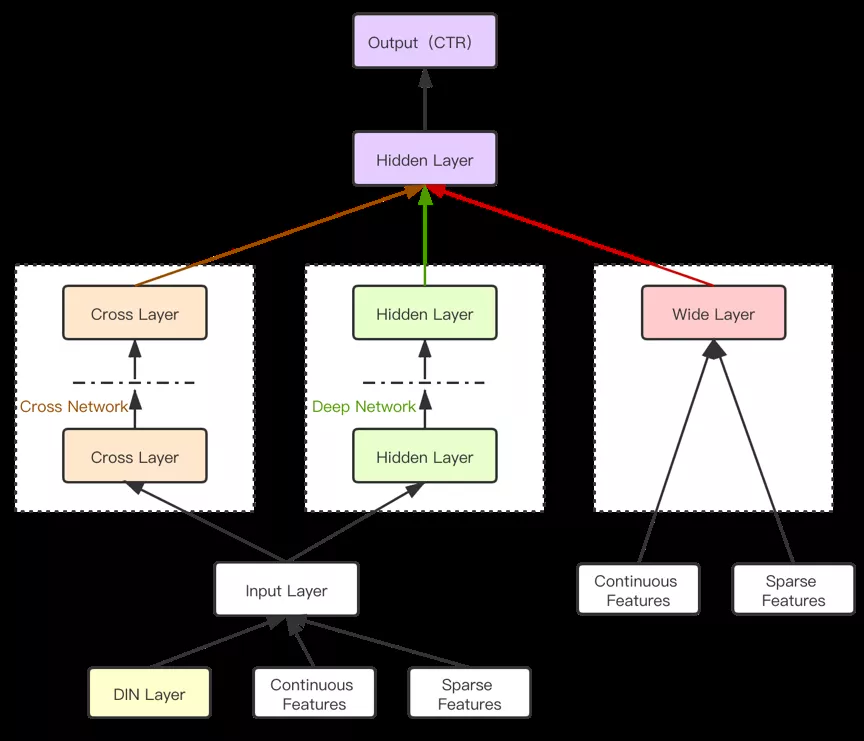 Output（CTR）
Hidden Layer
Cross Layer
Hidden Layer
Wide Layer
Cross Network
Deep Network
Cross Layer
Hidden Layer
Input Layer
Continuous
Features
Sparse
Features
DIN Layer
Continuous
Features
Sparse
Features